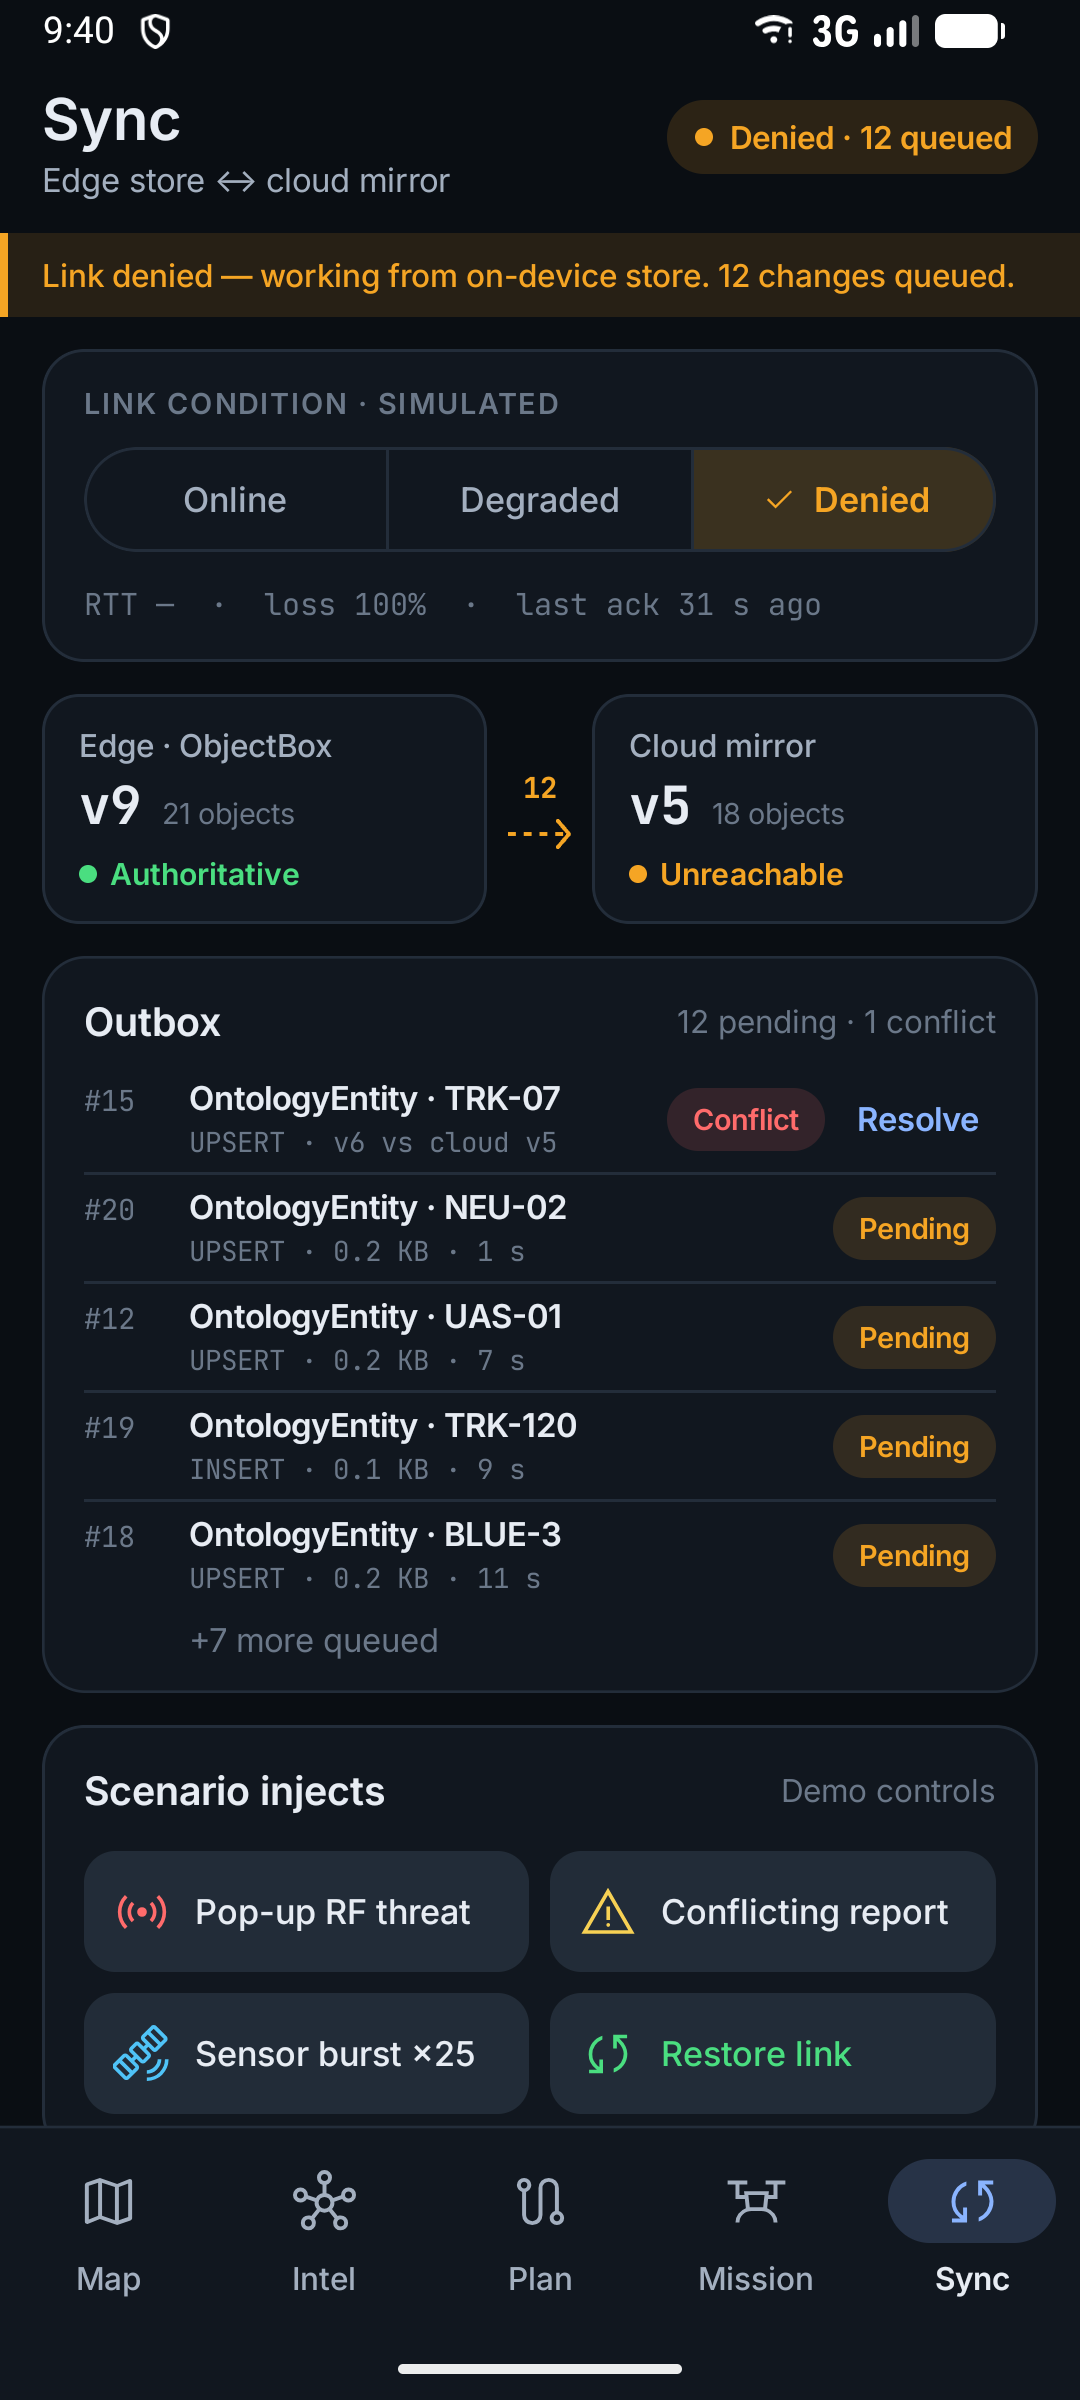 9:40
3G
Sync
Edge store ↔ cloud mirror
Denied · 12 queued
Link denied — working from on-device store. 12 changes queued.
LINK CONDITION · SIMULATED
Online
Degraded
✓ Denied
RTT — · loss 100% · last ack 31 s ago
Edge · ObjectBox
v9 21 objects
Authoritative
12
Cloud mirror
v5 18 objects
Unreachable
Outbox
12 pending · 1 conflict
#15 OntologyEntity · TRK-07
UPSERT · v6 vs cloud v5
Conflict
Resolve
#20 OntologyEntity · NEU-02
UPSERT · 0.2 KB · 1 s
Pending
#12 OntologyEntity · UAS-01
UPSERT · 0.2 KB · 7 s
Pending
#19 OntologyEntity · TRK-120
INSERT · 0.1 KB · 9 s
Pending
#18 OntologyEntity · BLUE-3
UPSERT · 0.2 KB · 11 s
Pending
+7 more queued
Scenario injects
Demo controls
Pop-up RF threat
Conflicting report
Sensor burst ×25
Restore link
Map
Intel
Plan
Mission
Sync